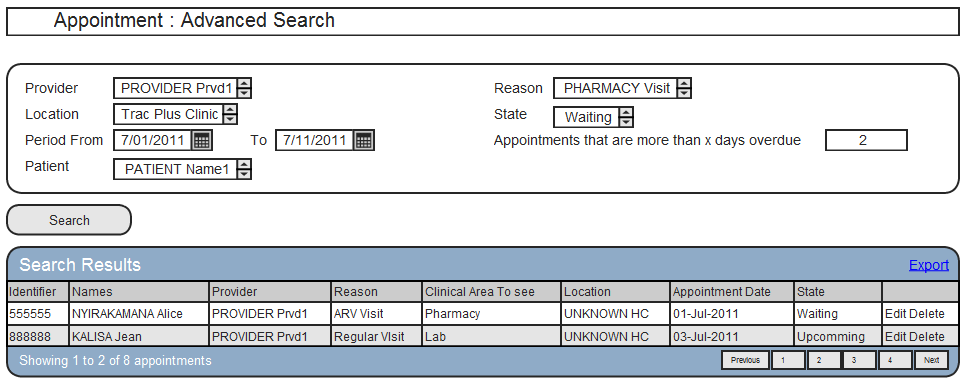 Appointment : Advanced Search
Provider PROVIDER Prvd1 Reason PHARMACY Visit
Location Trac Plus Clinic State Waiting
Period From 7/01/2011 To 7/11/2011 Appointments that are more than x days overdue 2
Patient PATIENT Name1
Search
Search Results Export
Identifier Names Provider Reason Clinical Area To see Location Appointment Date State
555555 NYIRAKAMANA Alice PROVIDER Prvd1 ARV Visit Pharmacy UNKNOWN HC 01-Jul-2011 Waiting Edit Delete
888888 KALISA Jean PROVIDER Prvd1 Regular VIsit Lab UNKNOWN HC 03-Jul-2011 Upcomming Edit Delete
Showing 1 to 2 of 8 appointments Previous 1 2 3 4 Next